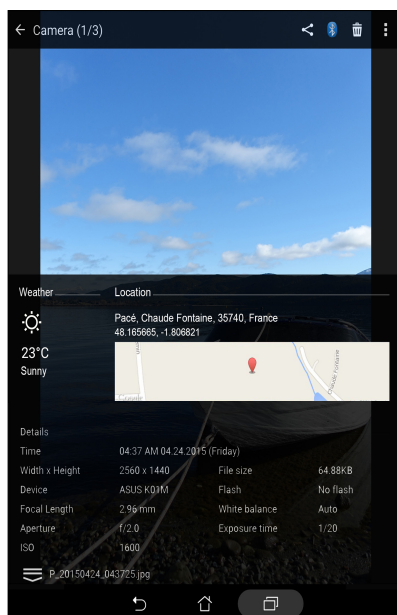 Camera (1/3)
Weather Location
Pacé, Chaude Fontaine, 35740, France
48.165665, -1.806821
23°C
Sunny
Chaude Fontaine
Google
Details
Time 04:37 AM 04.24.2015 (Friday)
Width x Height 2560 x 1440 File size 64.88KB
Device ASUS K01M Flash No flash
Focal Length 2.96 mm White balance Auto
Aperture f/2.0 Exposure time 1/20
ISO 1600
P_20150424_043725.jpg